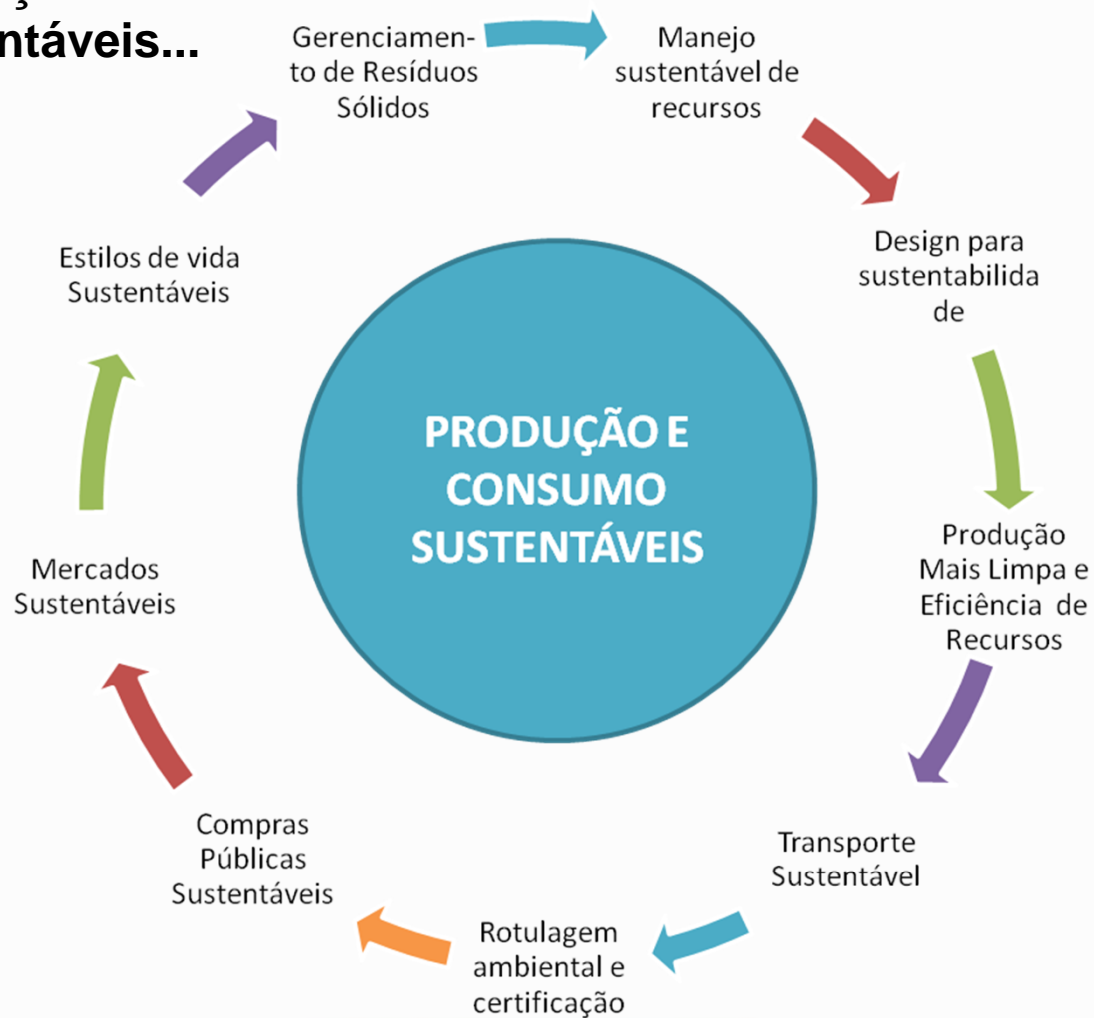 ntáveis...
Gerenciamen-
to de Resíduos
Sólidos
Manejo
sustentável de
recursos
Design para
sustentabilida
de
Produção
Mais Limpa e
Eficiência de
Recursos
Transporte
Sustentável
Rotulagem
ambiental e
certificação
Compras
Públicas
Sustentáveis
Mercados
Sustentáveis
Estilos de vida
Sustentáveis
PRODUÇÃO E
CONSUMO
SUSTENTÁVEIS